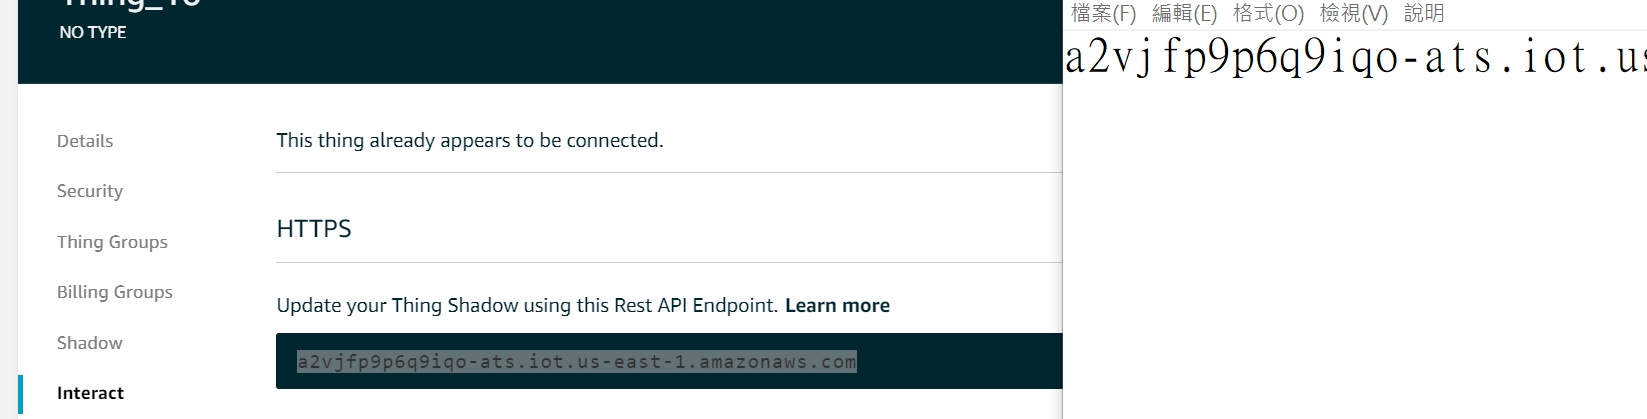 NO TYPE
Details
Security
Thing Groups
Billing Groups
Shadow
Interact
This thing already appears to be connected.
HTTPS
Update your Thing Shadow using this Rest API Endpoint. Learn more
a2vjfp9p6q9iqo-ats.iot.us-east-1.amazonaws.com
檔案(F) 編輯(E) 格式(O) 檢視(V) 說明
a2vjfp9p6q9iqo-ats.iot.us